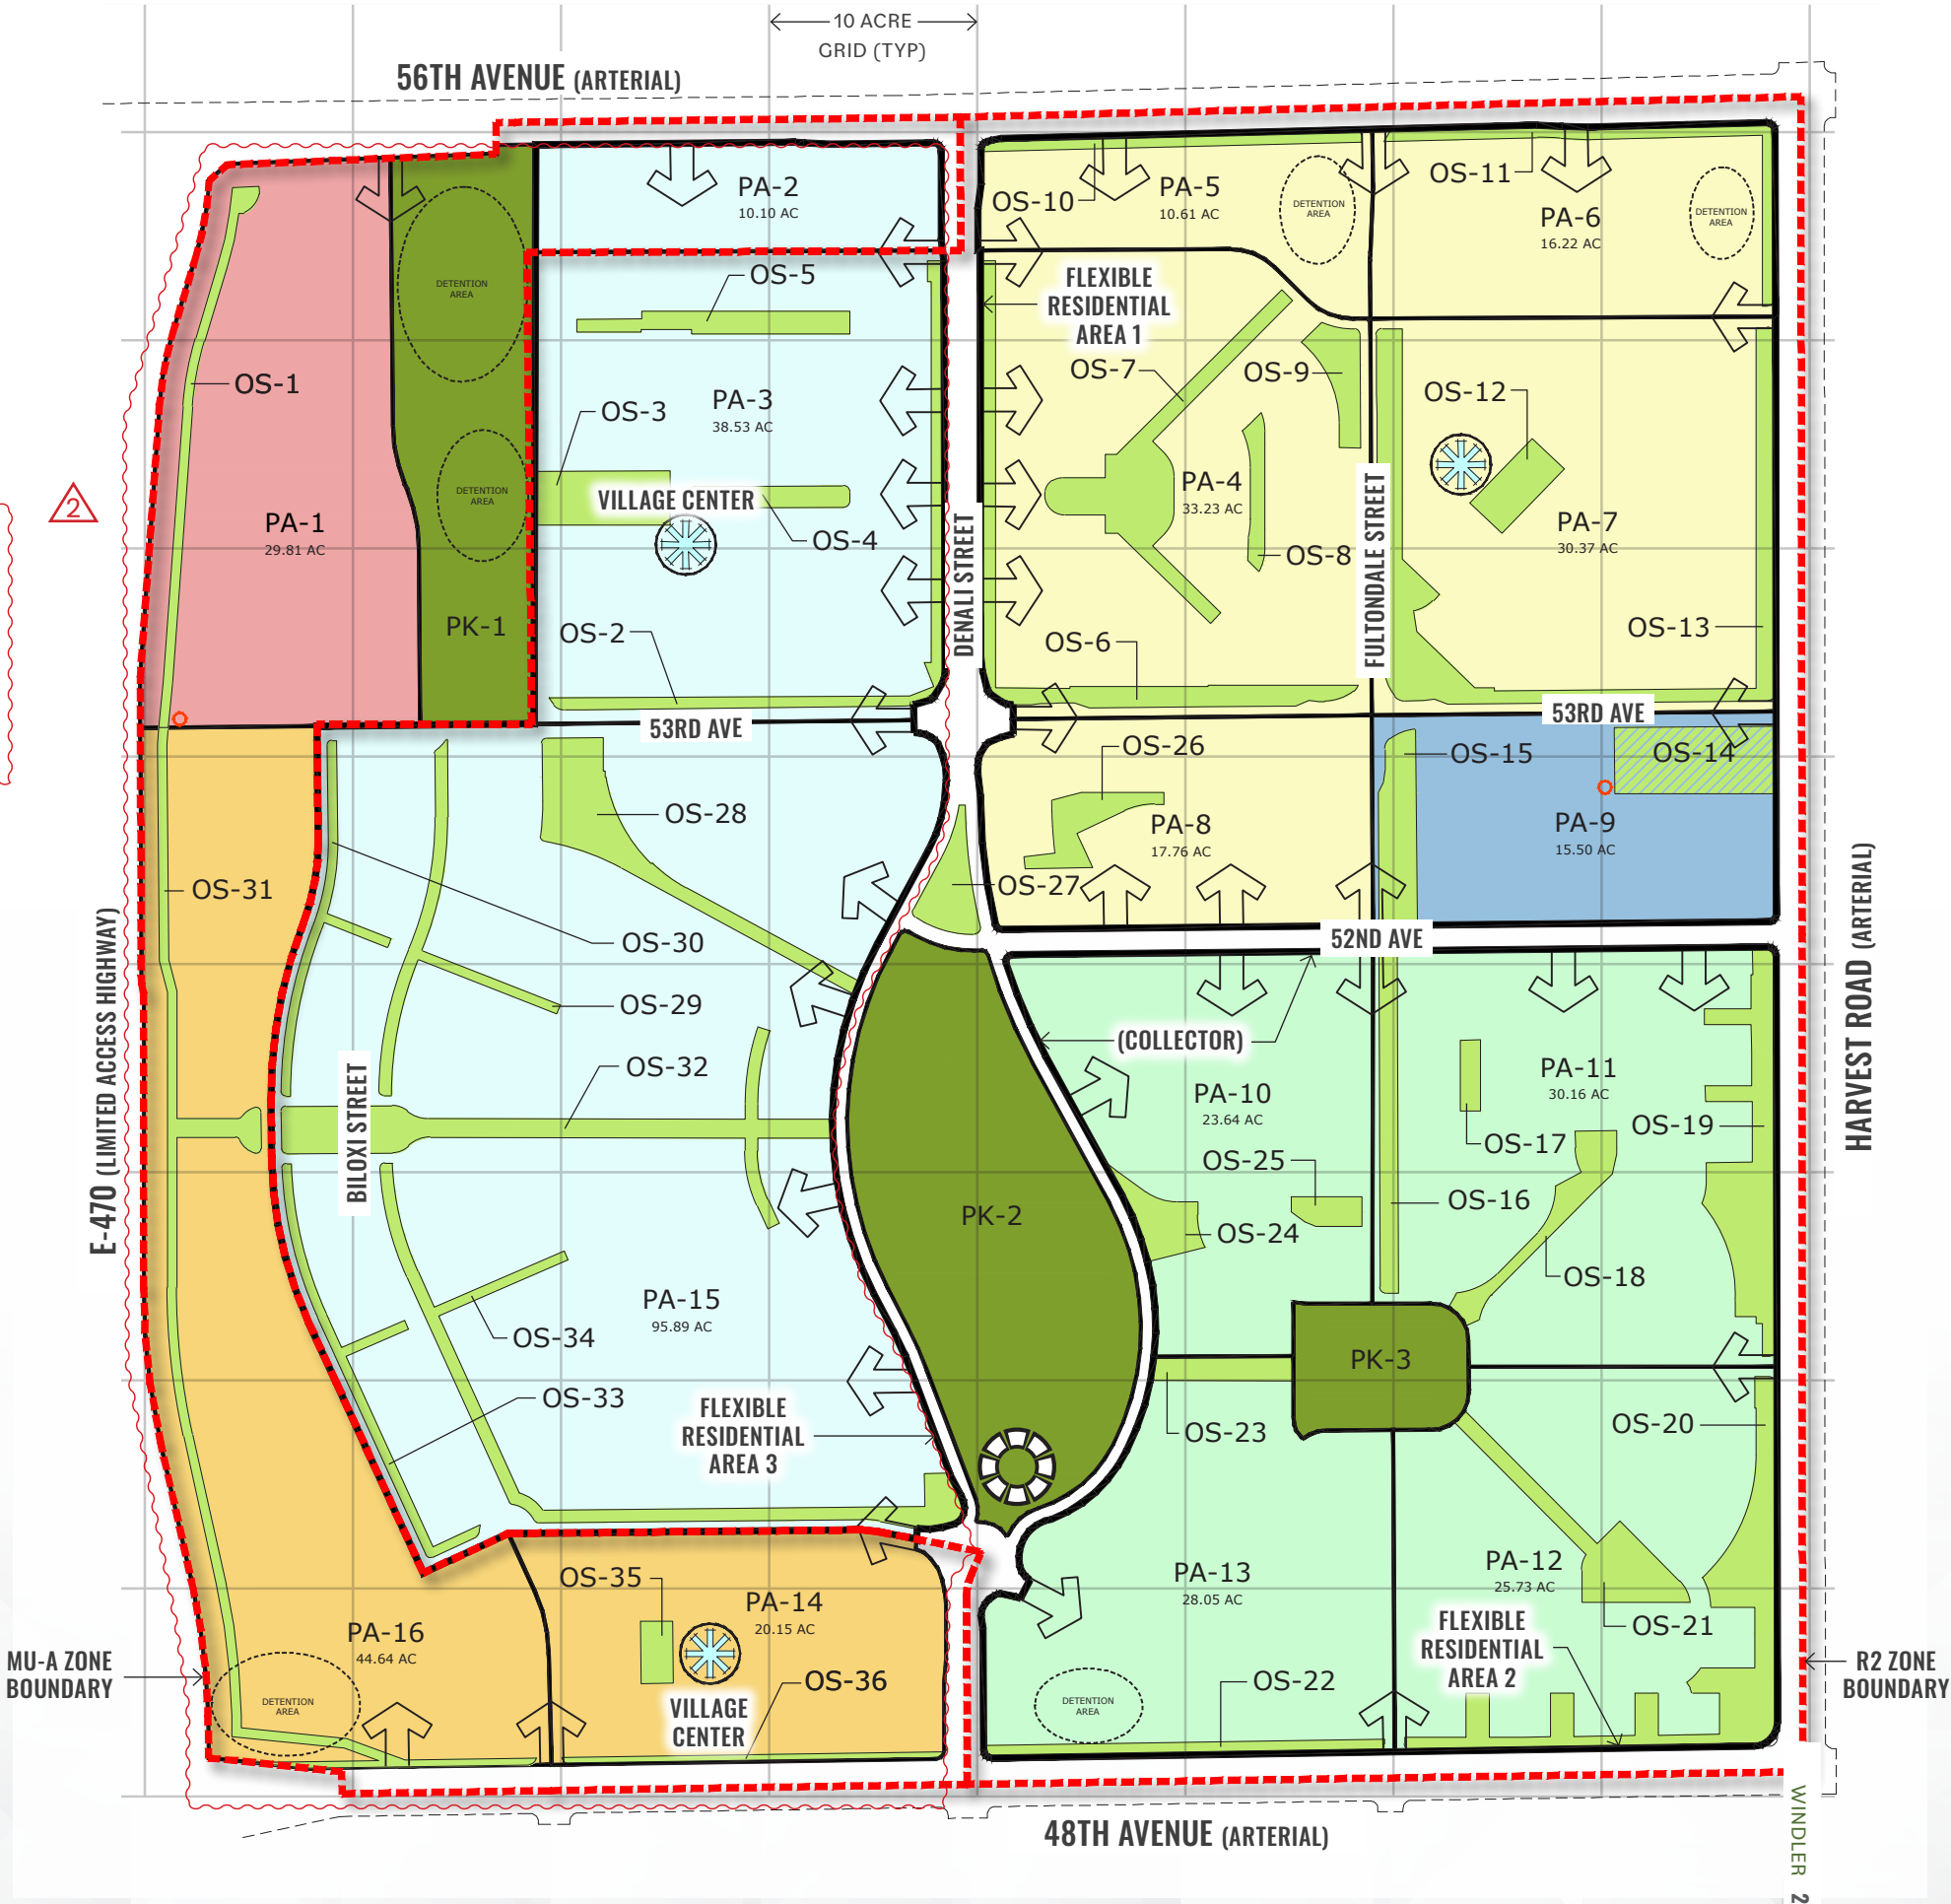 10 ACRE
GRID (TYP)
56TH AVENUE (ARTERIAL)
PA-2
10.10 AC
PA-5
10.61 AC
OS-10
OS-11
DETENTION
AREA
PA-6
16.22 AC
DETENTION
AREA
DETENTION
AREA
OS-5
FLEXIBLE
RESIDENTIAL
AREA 1
OS-1
OS-3
PA-3
38.53 AC
OS-7
OS-9
OS-12
2
PA-1
29.81 AC
DETENTION
AREA
VILLAGE CENTER
OS-4
PA-4
33.23 AC
OS-8
PA-7
30.37 AC
DENALI STREET
FULTONDALE STREET
PK-1
OS-2
OS-6
OS-13
53RD AVE
53RD AVE
OS-26
OS-15
OS-14
OS-28
PA-8
17.76 AC
PA-9
15.50 AC
OS-31
OS-27
OS-30
52ND AVE
OS-29
E-470 (LIMITED ACCESS HIGHWAY)
HARVEST ROAD (ARTERIAL)
(COLLECTOR)
OS-32
BILOXI STREET
PA-10
23.64 AC
PA-11
30.16 AC
OS-19
OS-17
OS-25
OS-16
PK-2
OS-24
OS-18
PA-15
95.89 AC
OS-34
PK-3
OS-33
FLEXIBLE
RESIDENTIAL
AREA 3
OS-23
OS-20
OS-35
PA-14
20.15 AC
PA-13
28.05 AC
PA-12
25.73 AC
PA-16
44.64 AC
OS-21
FLEXIBLE
RESIDENTIAL
AREA 2
MU-A ZONE
BOUNDARY
R2 ZONE
BOUNDARY
OS-36
OS-22
DETENTION
AREA
VILLAGE
CENTER
DETENTION
AREA
48TH AVENUE (ARTERIAL)
WINDLER 2